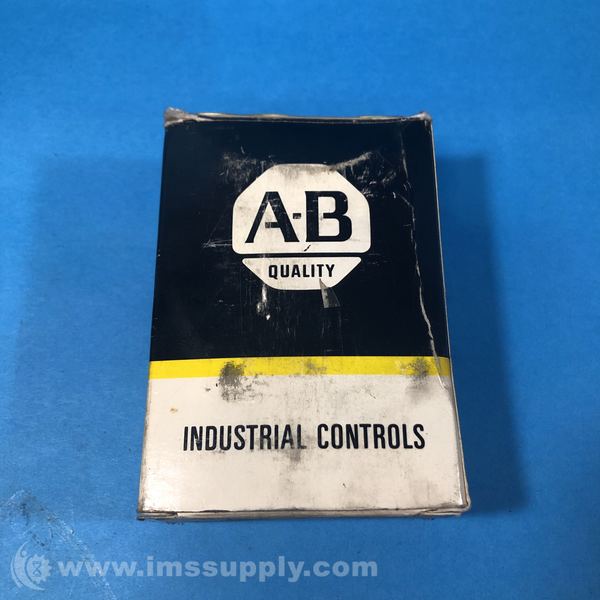 A-B
QUALITY
INDUSTRIAL CONTROLS
www.imssupply.com